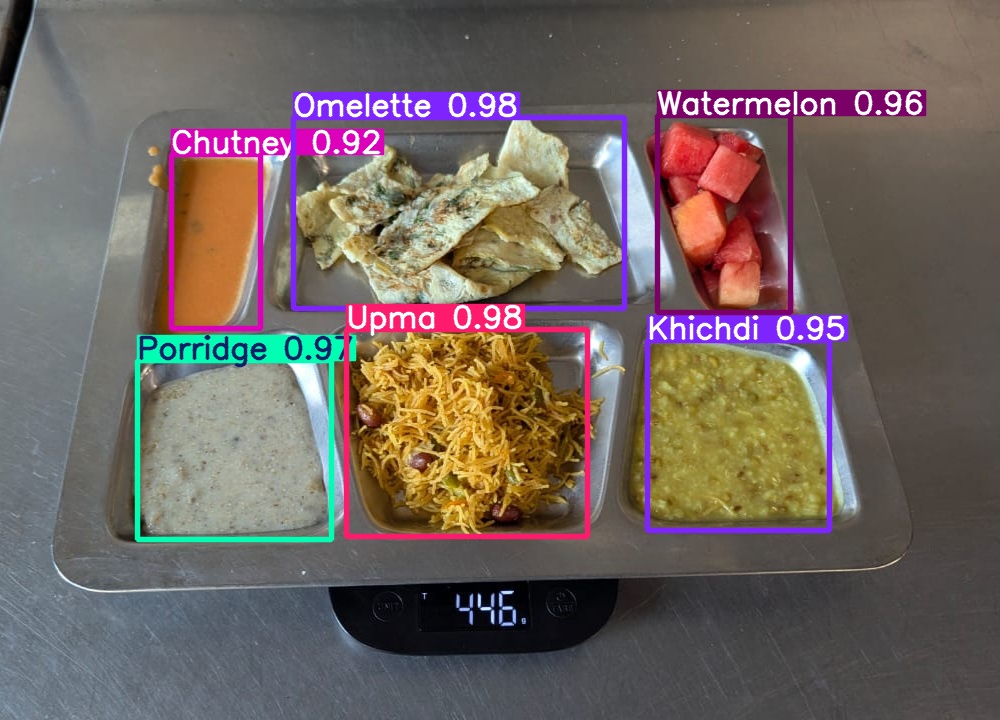 Omelette 0.98
Watermelon 0.96
Chutney 0.92
Upma 0.98
Khichdi 0.95
Porridge 0.97
T 446 g